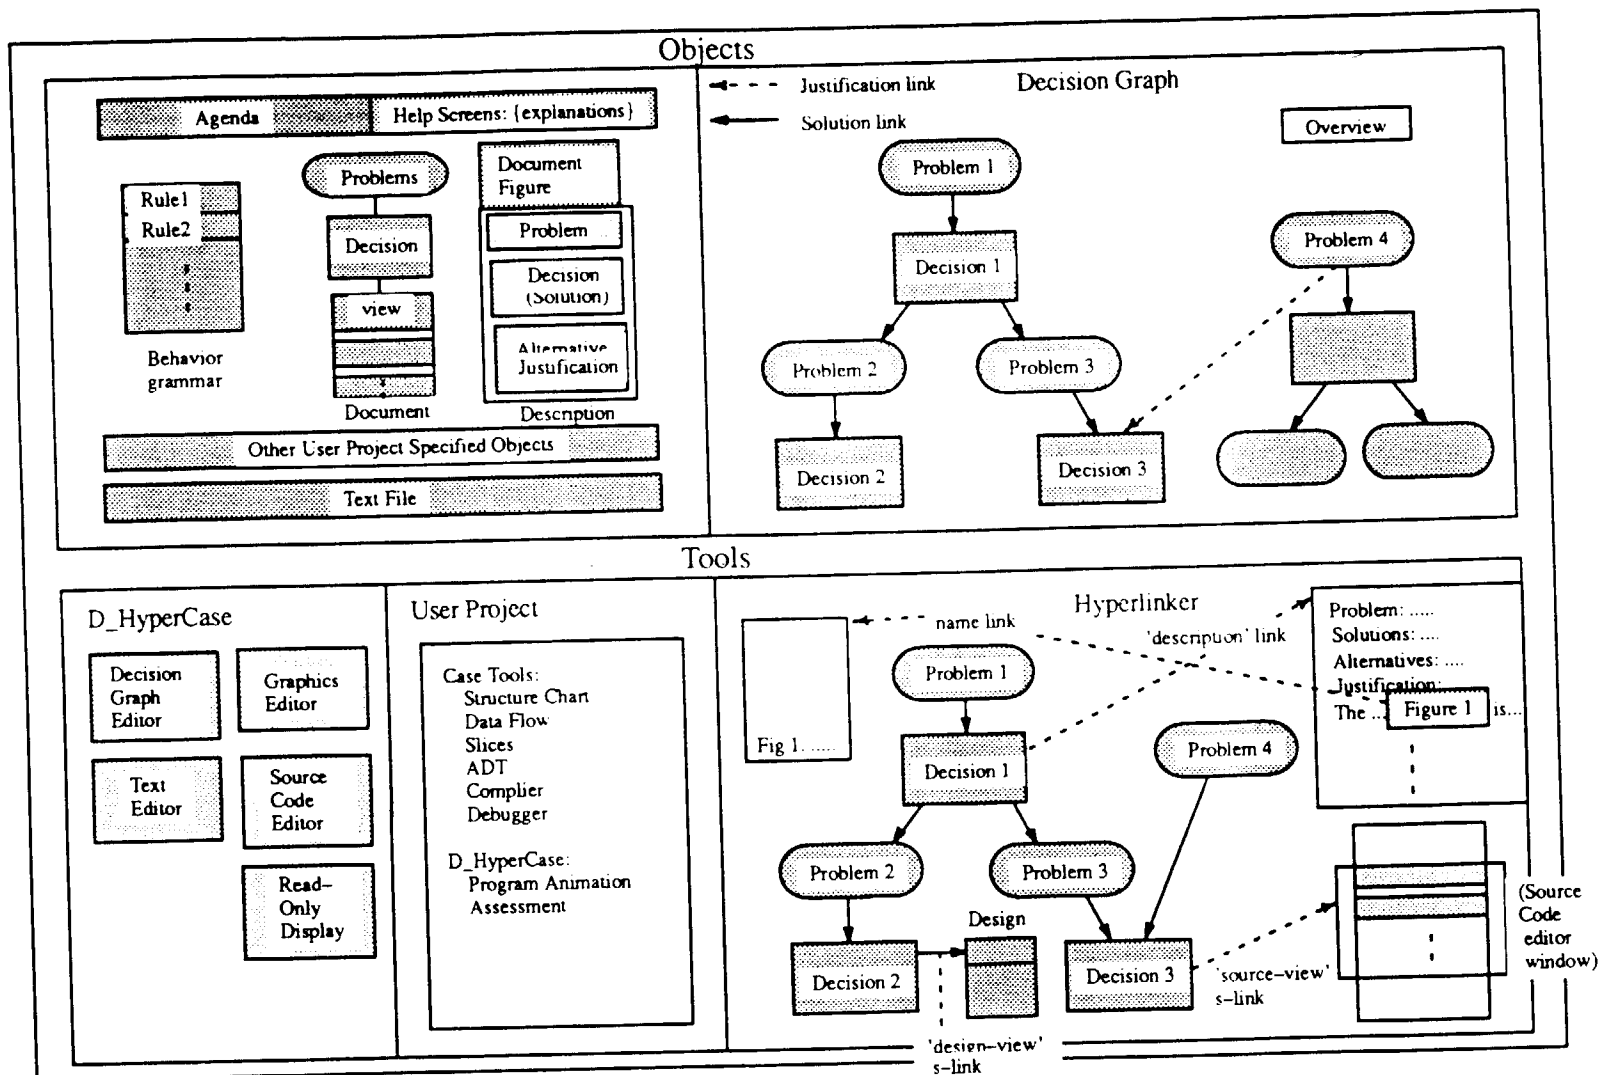 Objects
Agenda
Help Screens: {explanations}
Rule1
Rule2
Behavior
grammar
Problems
Decision
view
Document
Document
Figure
Problem
Decision
(Solution)
Alternative
Justification
Description
Other User Project Specified Objects
Text File
Justification link
Solution link
Decision Graph
Overview
Problem 1
Decision 1
Problem 2
Problem 3
Decision 2
Decision 3
Problem 4
Tools
D_HyperCase
Decision
Graph
Editor
Graphics
Editor
Text
Editor
Source
Code
Editor
Read-
Only
Display
User Project
Case Tools:
Structure Chart
Data Flow
Slices
ADT
Complier
Debugger
D_HyperCase:
Program Animation
Assessment
Hyperlinker
name link
'description' link
Fig 1. .....
Problem 1
Decision 1
Problem 2
Problem 3
Problem 4
Decision 2
Design
Decision 3
'design-view'
s-link
'source-view'
s-link
Problem: .....
Solutions: ....
Alternatives: ....
Justification:
The ... Figure 1 is...
(Source
Code
editor
window)